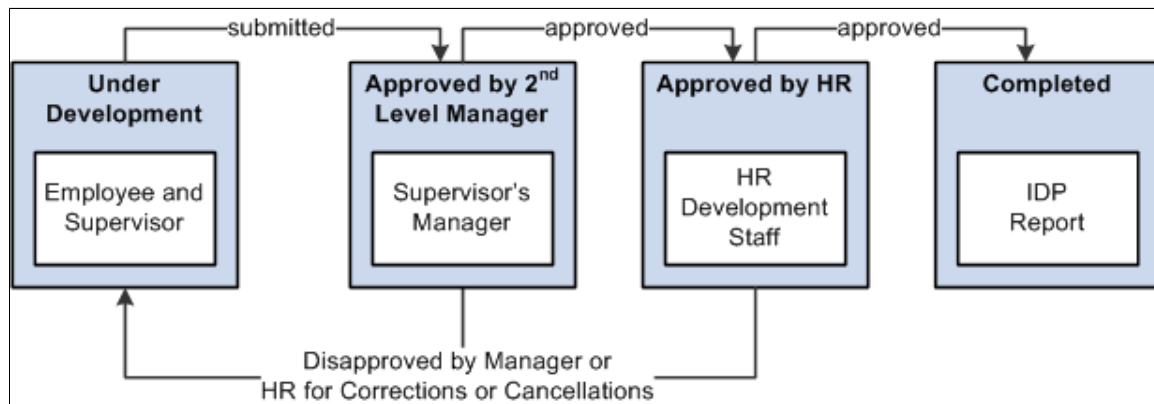 submitted
approved
approved
Under
Development
Approved by 2nd
Level Manager
Approved by HR
Completed
Employee and
Supervisor
Supervisor's
Manager
HR
Development
Staff
IDP
Report
Disapproved by Manager or
HR for Corrections or Cancellations